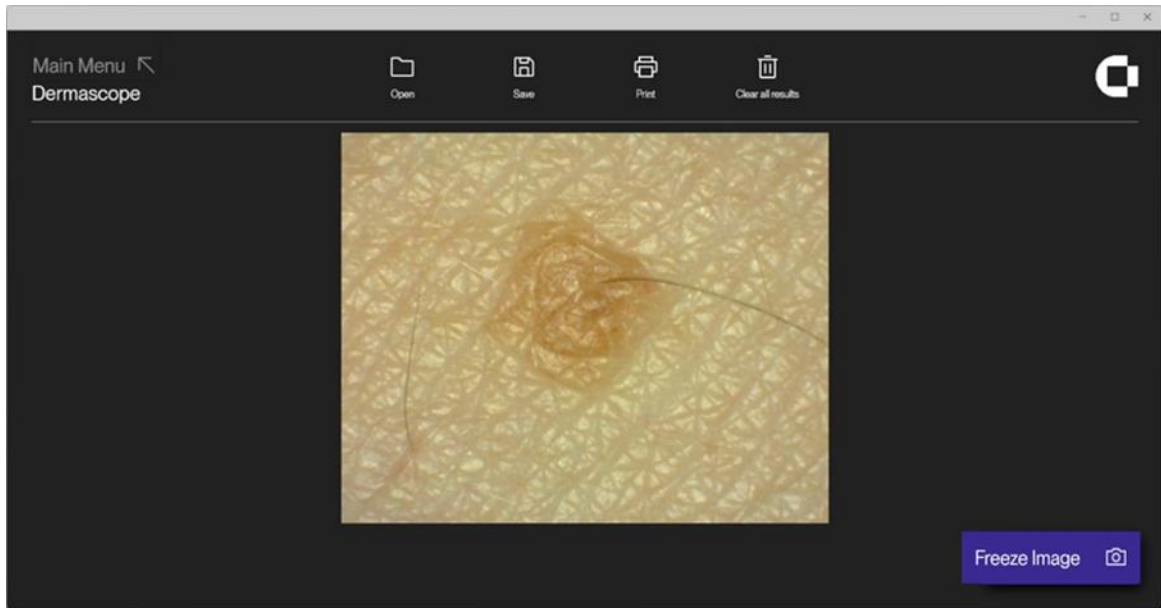 Main Menu
Dermascope
Open
Save
Print
Clear all results
Freeze Image